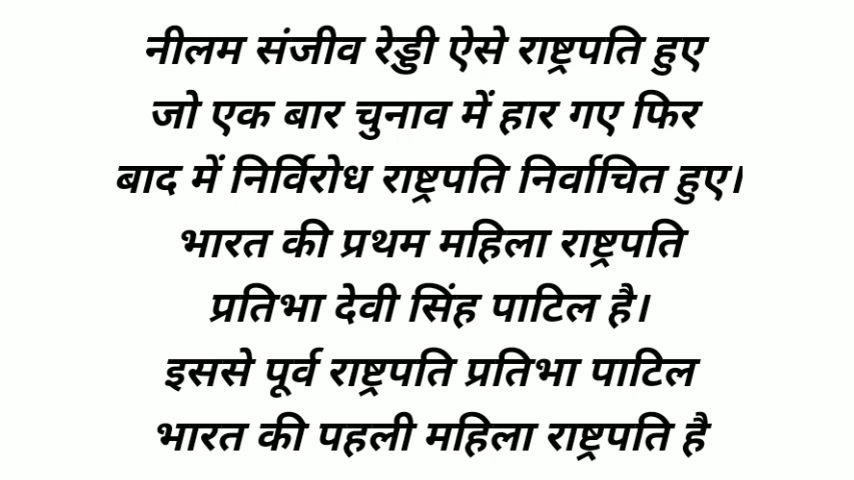 नीलम संजीव रेड्डी ऐसे राष्ट्रपति हुए
जो एक बार चुनाव में हार गए फिर
बाद में निर्विरोध राष्ट्रपति निर्वाचित हुए।
भारत की प्रथम महिला राष्ट्रपति
प्रतिभा देवी सिंह पाटिल है।
इससे पूर्व राष्ट्रपति प्रतिभा पाटिल
भारत की पहली महिला राष्ट्रपति है